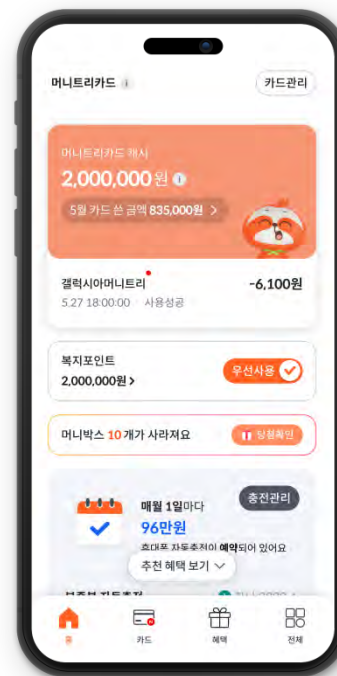 머니트리카드
카드관리
머니트리카드 캐시
2,000,000원
5월 카드 쓴 금액 835,000원 >
갤럭시아머니트리
-6,100원
5.27 18:00:00 사용성공
복지포인트
2,000,000원 >
우선사용
머니박스 10개가 사라져요
당첨확인
매월 1일마다
충전관리
96만원
휴대폰 자동충전이 예약되어 있어요
추천 혜택 보기
홈
카드
혜택
전체